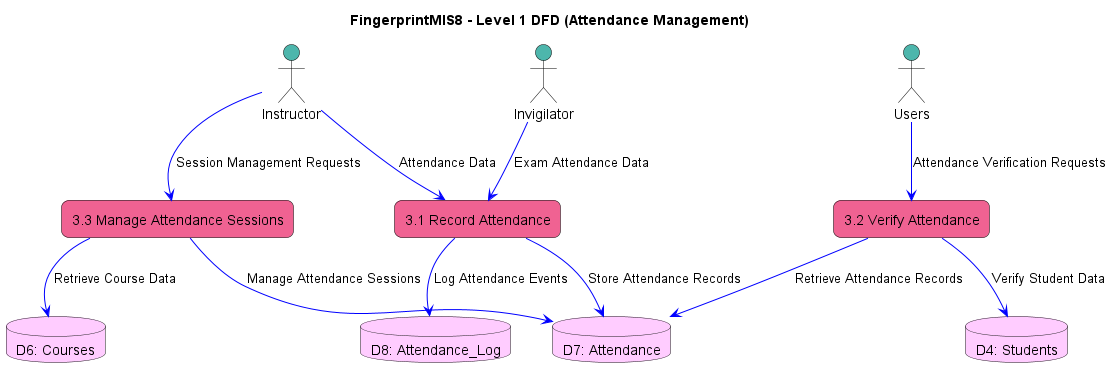 FingerprintMIS8 - Level 1 DFD (Attendance Management)
Instructor
Invigilator
Users
Session Management Requests
Attendance Data
Exam Attendance Data
Attendance Verification Requests
3.3 Manage Attendance Sessions
3.1 Record Attendance
3.2 Verify Attendance
Retrieve Course Data
Manage Attendance Sessions
Log Attendance Events
Store Attendance Records
Retrieve Attendance Records
Verify Student Data
D6: Courses
D8: Attendance_Log
D7: Attendance
D4: Students